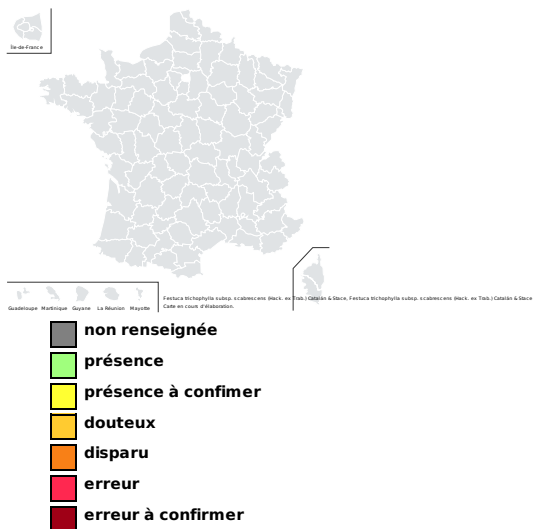 Île-de-France
Guadeloupe Martinique Guyane La Réunion Mayotte
Festuca trichophylla subsp. scabrescens (Hack. ex Trab.) Catalán & Stace, Festuca trichophylla subsp. scabrescens (Hack. ex Trab.) Catalán & Stace
Carte en cours d'élaboration.
non renseignée
présence
présence à confimer
douteux
disparu
erreur
erreur à confirmer